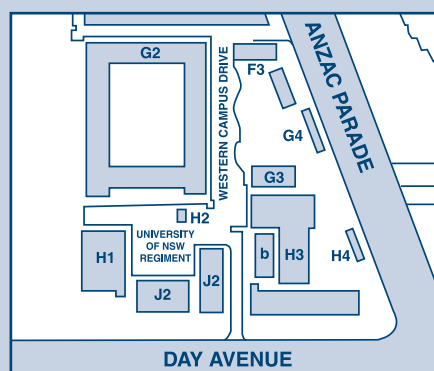 G2
F3
WESTERN CAMPUS DRIVE
ANZAC PARADE
G4
G3
H2
UNIVERSITY
OF NSW
REGIMENT
H1
b
H3
H4
J2
J2
DAY AVENUE